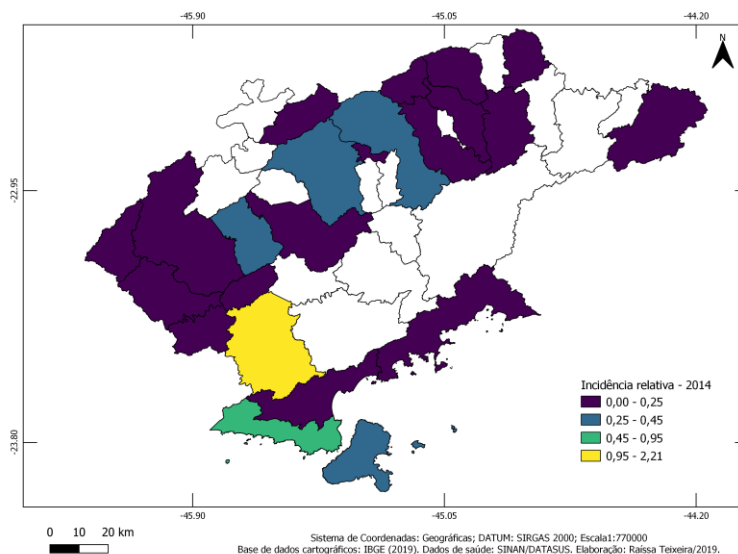 -45.90 -45.05 -44.20
N
-22.95
-23.80
Incidência relativa - 2014
0,00 - 0,25
0,25 - 0,45
0,45 - 0,95
0,95 - 2,21
-45.90 -45.05 -44.20
0 10 20 km
Sistema de Coordenadas: Geográficas; DATUM: SIRGAS 2000; Escala1:770000
Base de dados cartográficos: IBGE (2019). Dados de saúde: SINAN/DATASUS. Elaboração: Raíssa Teixeira/2019.